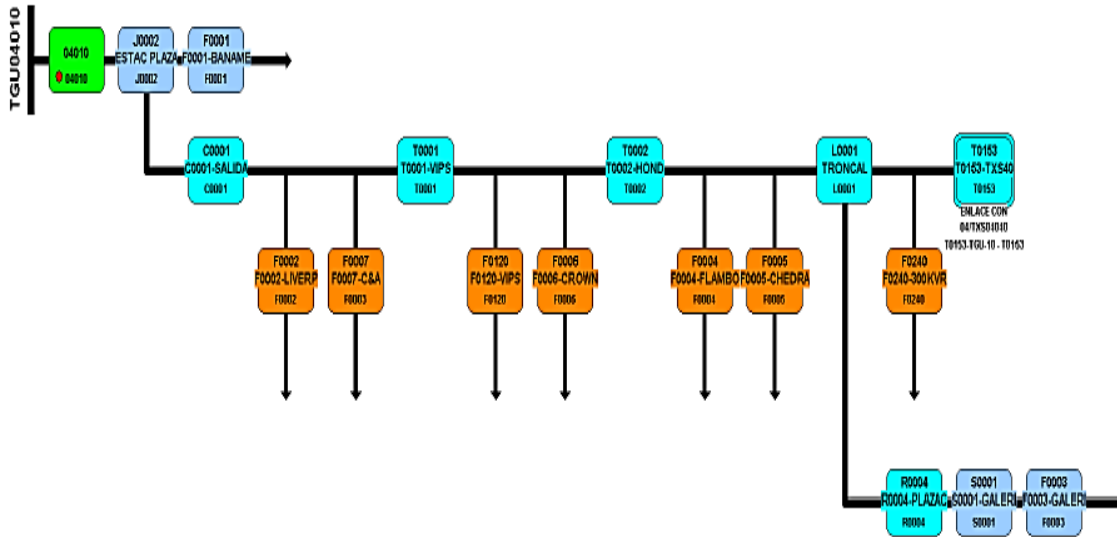 TGU04010
04010
04010
J0002
ESTAC PLAZA
J0002
F0001
F0001-BANAME
F0001
C0001
C0001-SALIDA
C0001
T0001
T0001-VIPS
T0001
T0002
T0002-HOND
T0002
L0001
TRONCAL
L0001
T0153
T0153-TXS40
T0153
ENLACE CON
04/TXS04040
T0153-TGU-10 - T0153
F0002
F0002-LIVERP
F0002
F0007
F0007-C&A
F0003
F0120
F0120-VIPS
F0120
F0006
F0006-CROWN
F0006
F0004
F0004-FLAMBO
F0004
F0005
F0005-CHEDRA
F0005
F0240
F0240-300KVR
F0240
R0004
R0004-PLAZAC
R0004
S0001
S0001-GALERI
S0001
F0003
F0003-GALERI
F0003